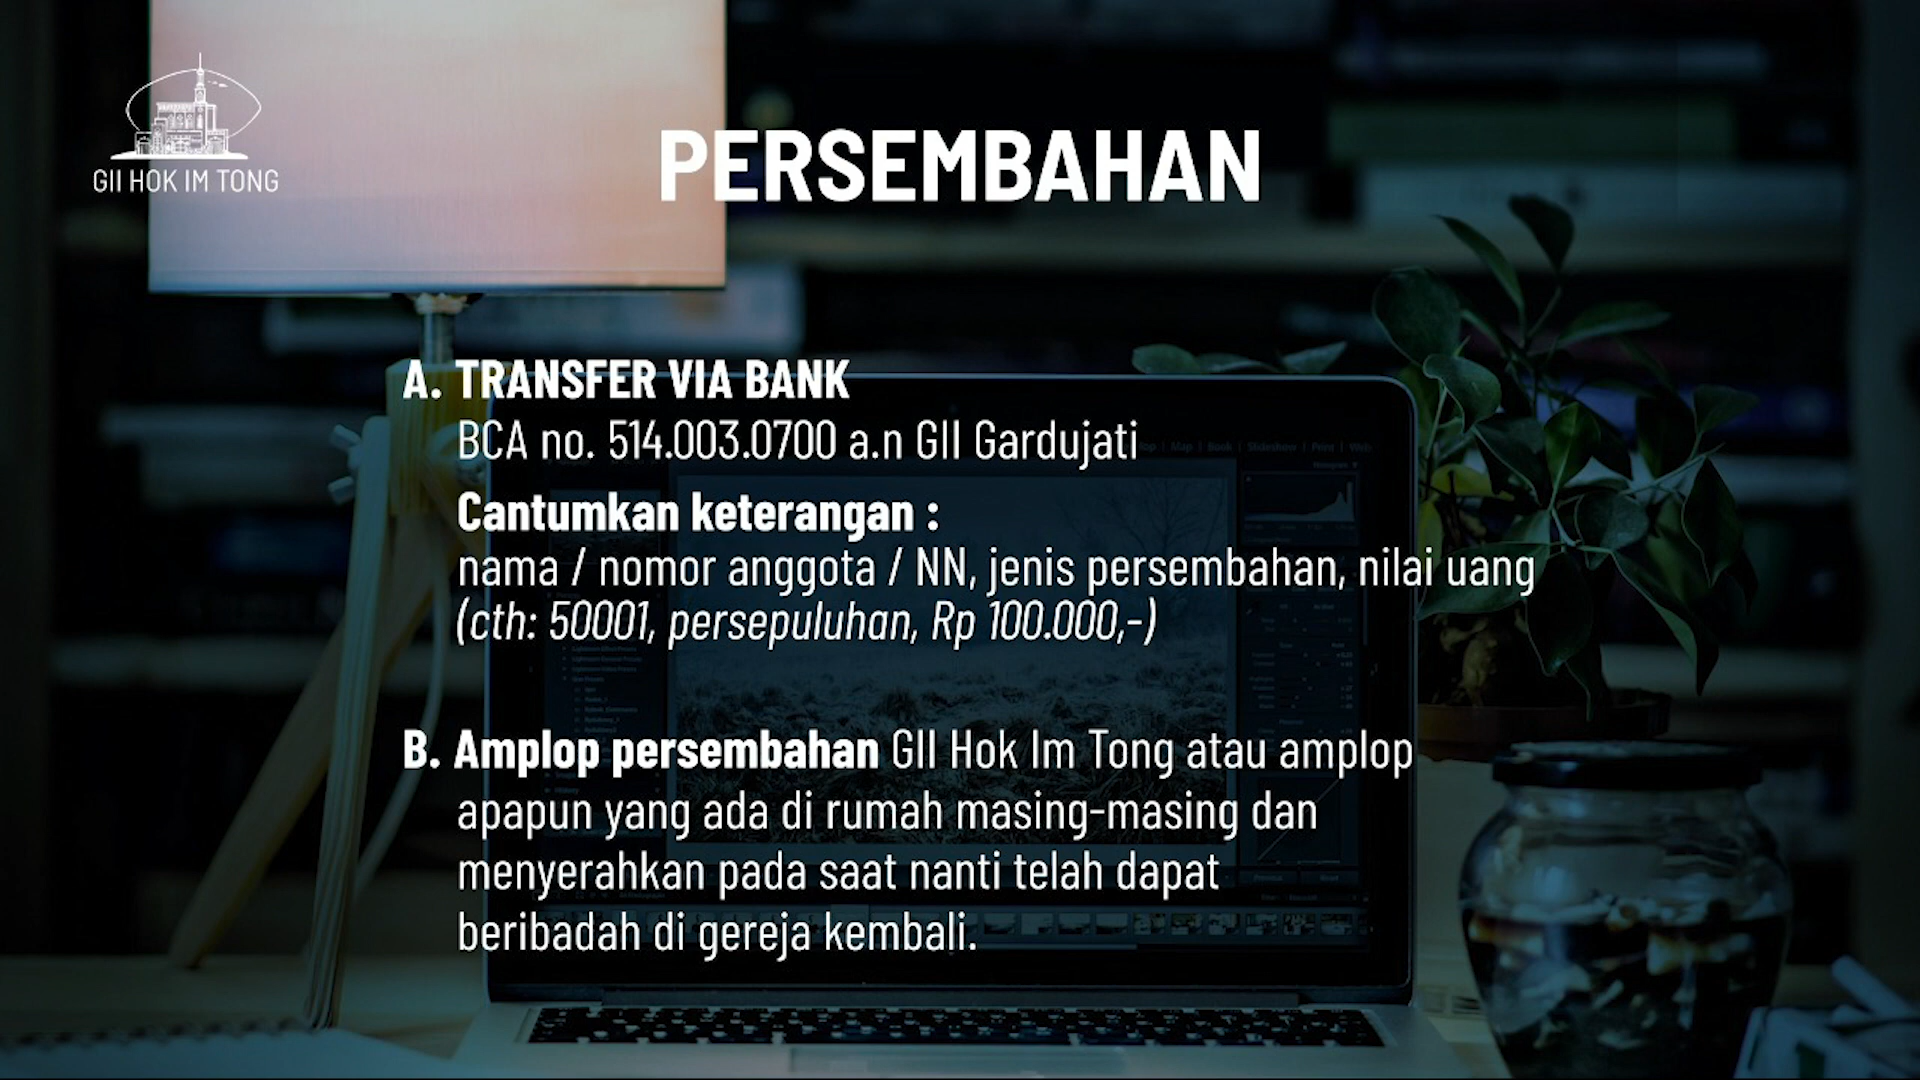 GII HOK IM TONG
PERSEMBAHAN
A. TRANSFER VIA BANK
BCA no. 514.003.0700 a.n GII Gardujati
Cantumkan keterangan :
nama / nomor anggota / NN, jenis persembahan, nilai uang
(cth: 50001, persepuluhan, Rp 100.000,-)
B. Amplop persembahan GII Hok Im Tong atau amplop
apapun yang ada di rumah masing-masing dan
menyerahkan pada saat nanti telah dapat
beribadah di gereja kembali.